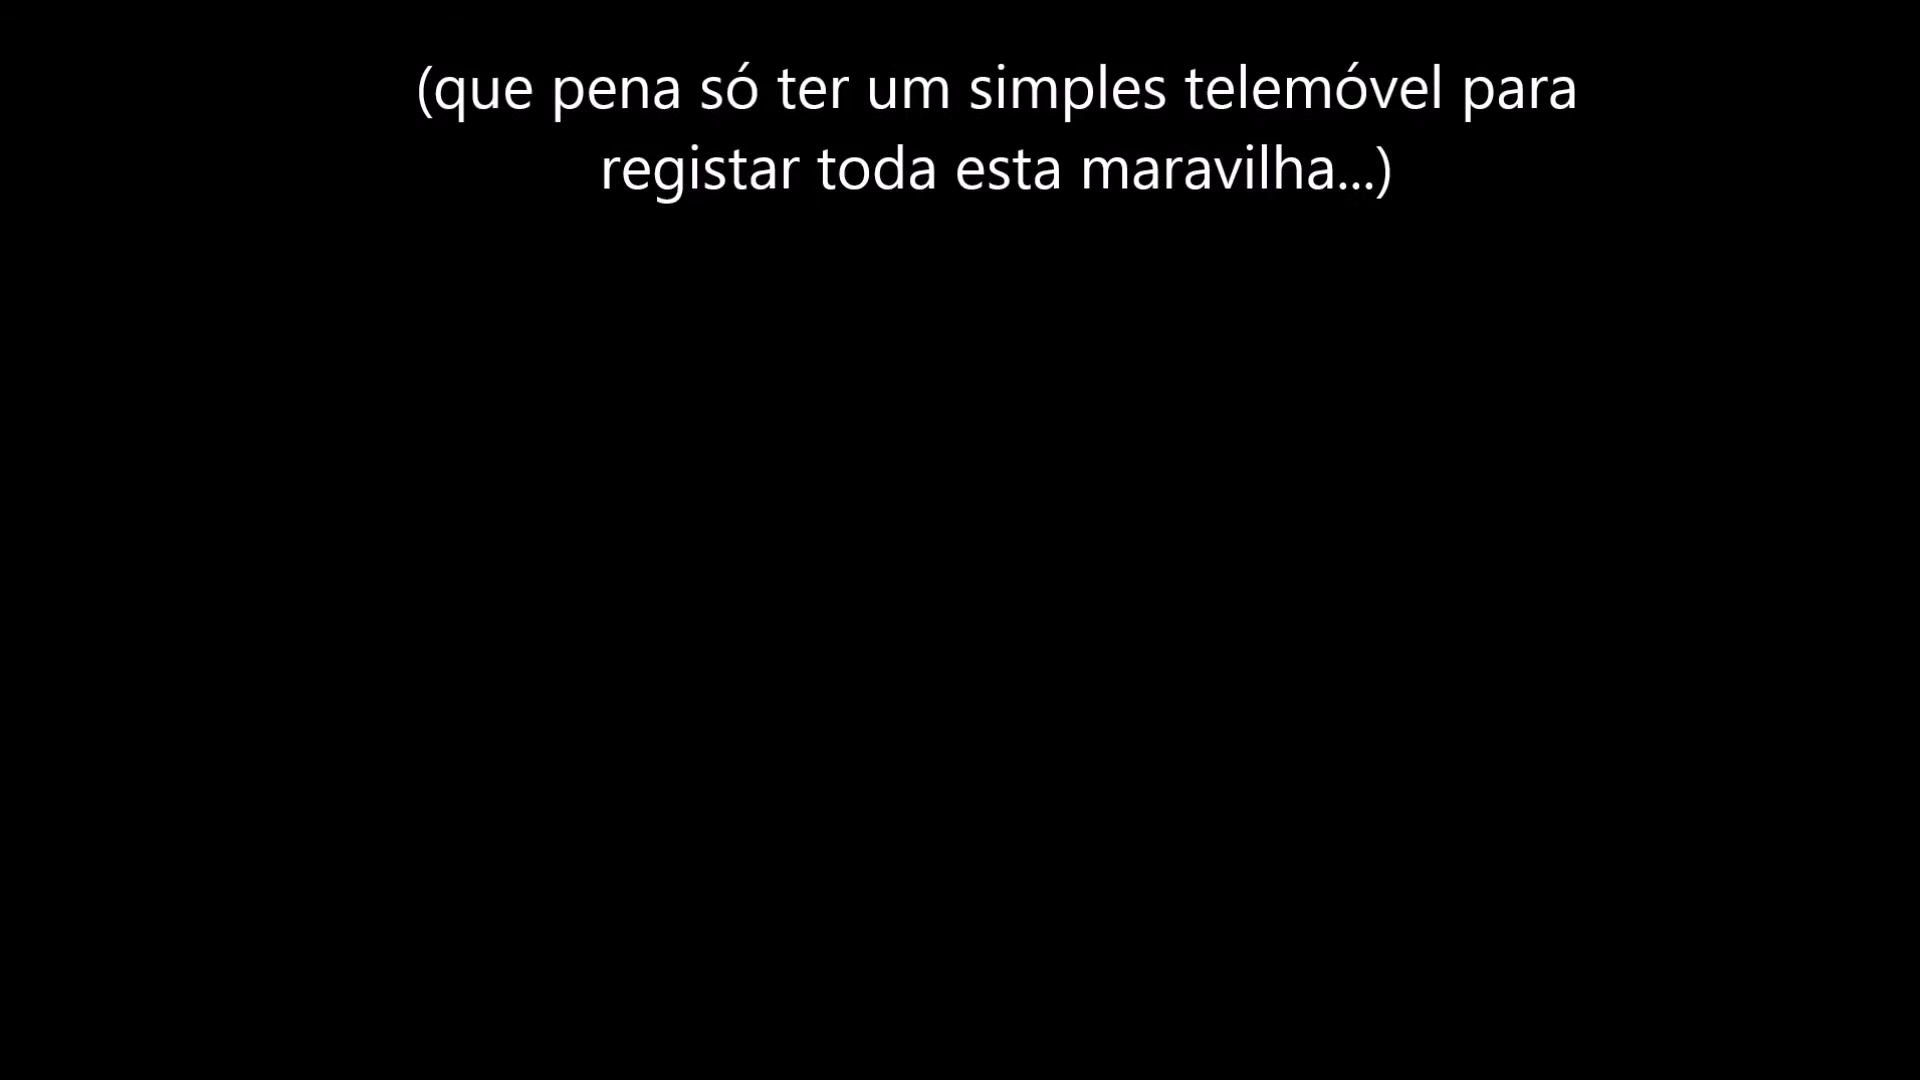 (que pena só ter um simples telemóvel para
registar toda esta maravilha...)